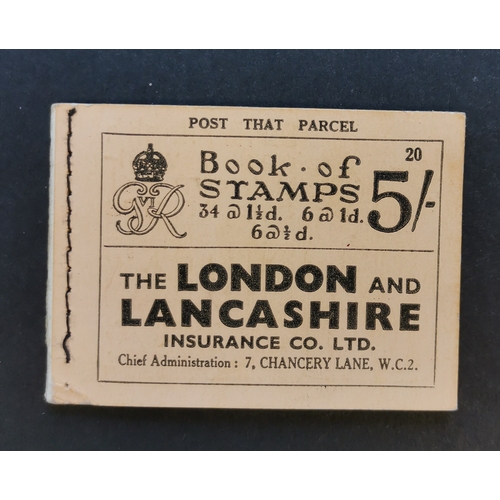 POST THAT PARCEL
20
Book · of
STAMPS
5/-
GVIR
34 @ 1½d. 6 @ 1d.
6 @ ½d.
THE LONDON AND
LANCASHIRE
INSURANCE CO. LTD.
Chief Administration : 7, CHANCERY LANE, W.C.2.